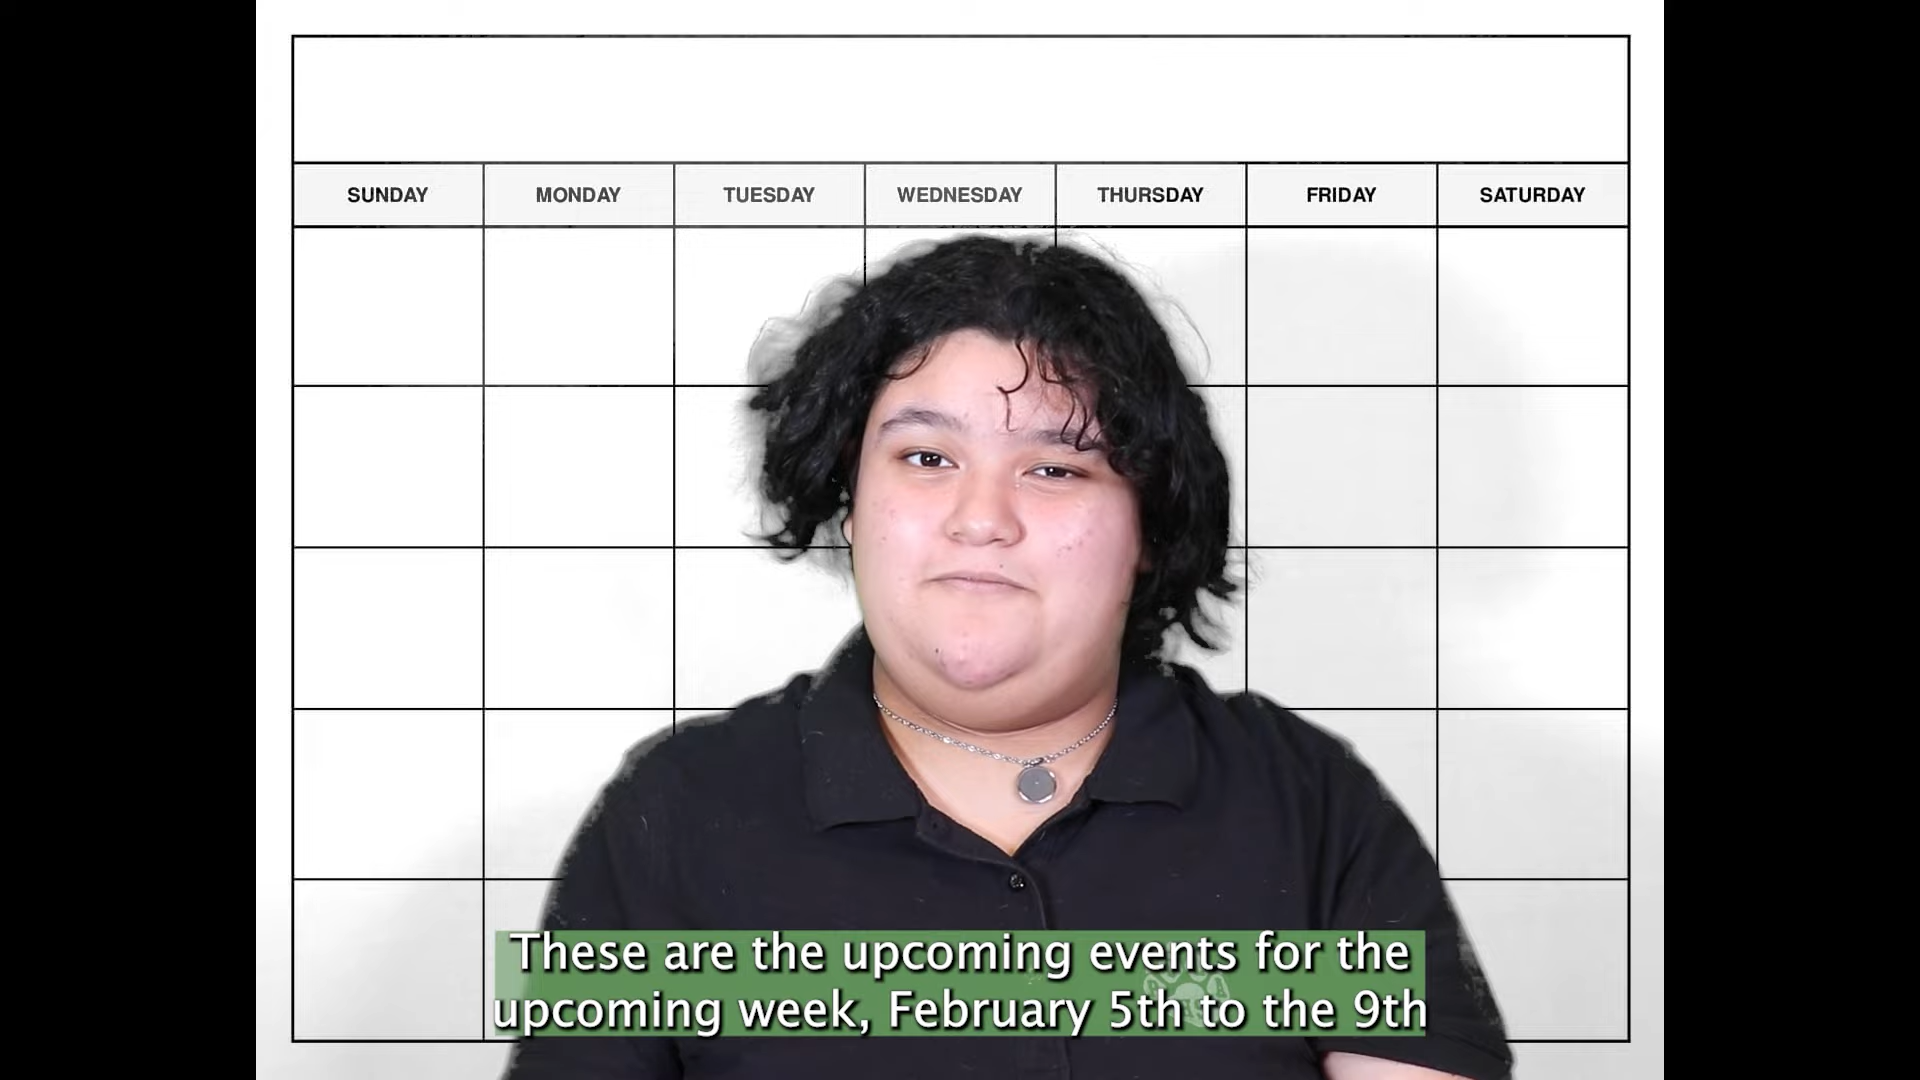 SUNDAY MONDAY TUESDAY WEDNESDAY THURSDAY FRIDAY SATURDAY
These are the upcoming events for the
upcoming week, February 5th to the 9th